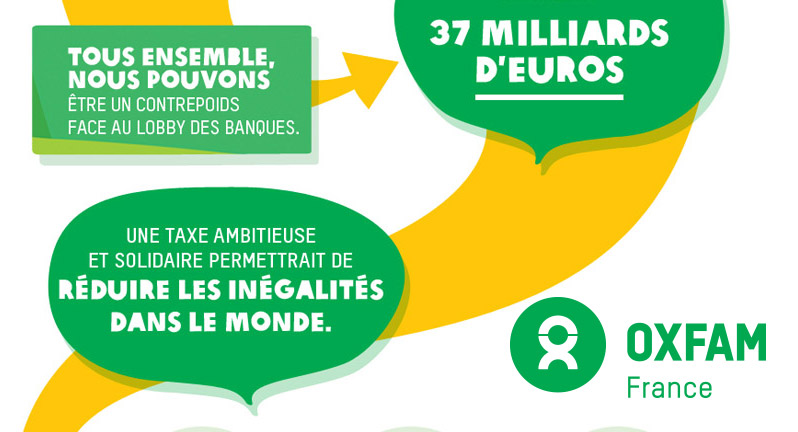 TOUS ENSEMBLE,
NOUS POUVONS
ÊTRE UN CONTREPOIDS
FACE AU LOBBY DES BANQUES.
37 MILLIARDS
D'EUROS
UNE TAXE AMBITIEUSE
ET SOLIDAIRE PERMETTRAIT DE
RÉDUIRE LES INÉGALITÉS
DANS LE MONDE.
OXFAM
France